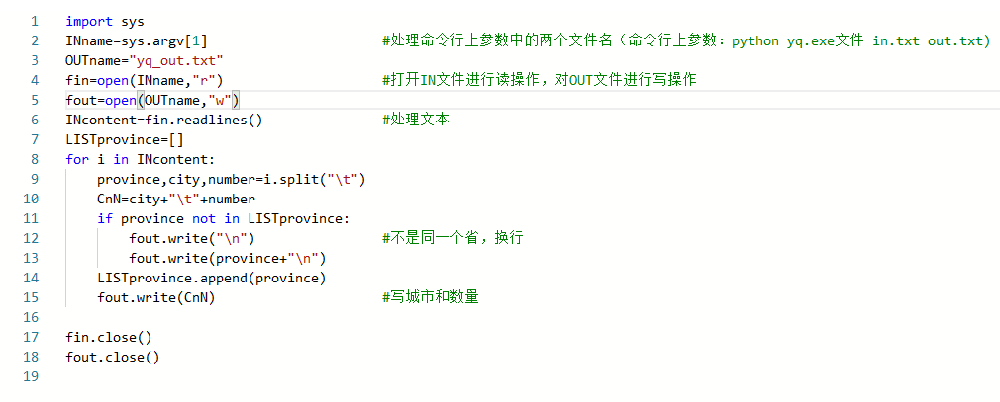 1 import sys
2 INname=sys.argv[1] #处理命令行上参数中的两个文件名（命令行上参数：python yq.exe文件 in.txt out.txt)
3 OUTname="yq_out.txt"
4 fin=open(INname,"r") #打开IN文件进行读操作，对OUT文件进行写操作
5 fout=open(OUTname,"w")
6 INcontent=fin.readlines() #处理文本
7 LISTprovince=[]
8 for i in INcontent:
9     province,city,number=i.split("\t")
10     CnN=city+"\t"+number
11     if province not in LISTprovince:
12         fout.write("\n") #不是同一个省，换行
13         fout.write(province+"\n")
14     LISTprovince.append(province)
15     fout.write(CnN) #写城市和数量
16
17 fin.close()
18 fout.close()
19